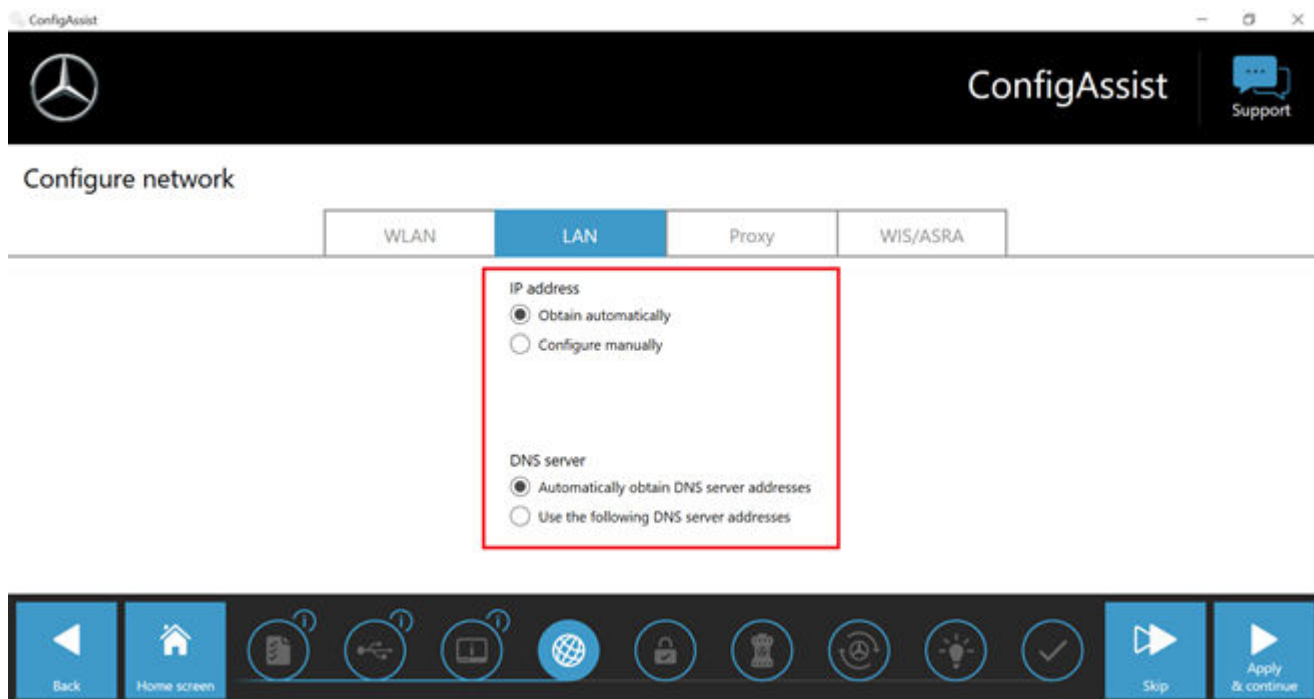 ConfigAssist
ConfigAssist
Support
Configure network
WLAN
LAN
Proxy
WIS/ASRA
IP address
Obtain automatically
Configure manually
DNS server
Automatically obtain DNS server addresses
Use the following DNS server addresses
Back
Home screen
Skip
Apply
& continue